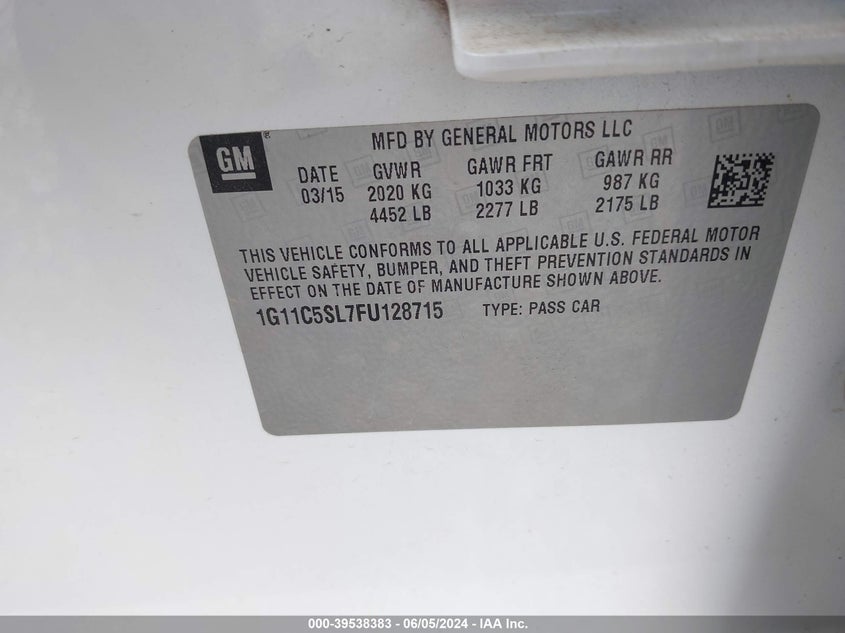 GM
MFD BY GENERAL MOTORS LLC
DATE GVWR GAWR FRT GAWR RR
03/15 2020 KG 1033 KG 987 KG
4452 LB 2277 LB 2175 LB
THIS VEHICLE CONFORMS TO ALL APPLICABLE U.S. FEDERAL MOTOR
VEHICLE SAFETY, BUMPER, AND THEFT PREVENTION STANDARDS IN
EFFECT ON THE DATE OF MANUFACTURE SHOWN ABOVE.
1G11C5SL7FU128715 TYPE: PASS CAR
000-39538383 - 06/05/2024 - IAA Inc.